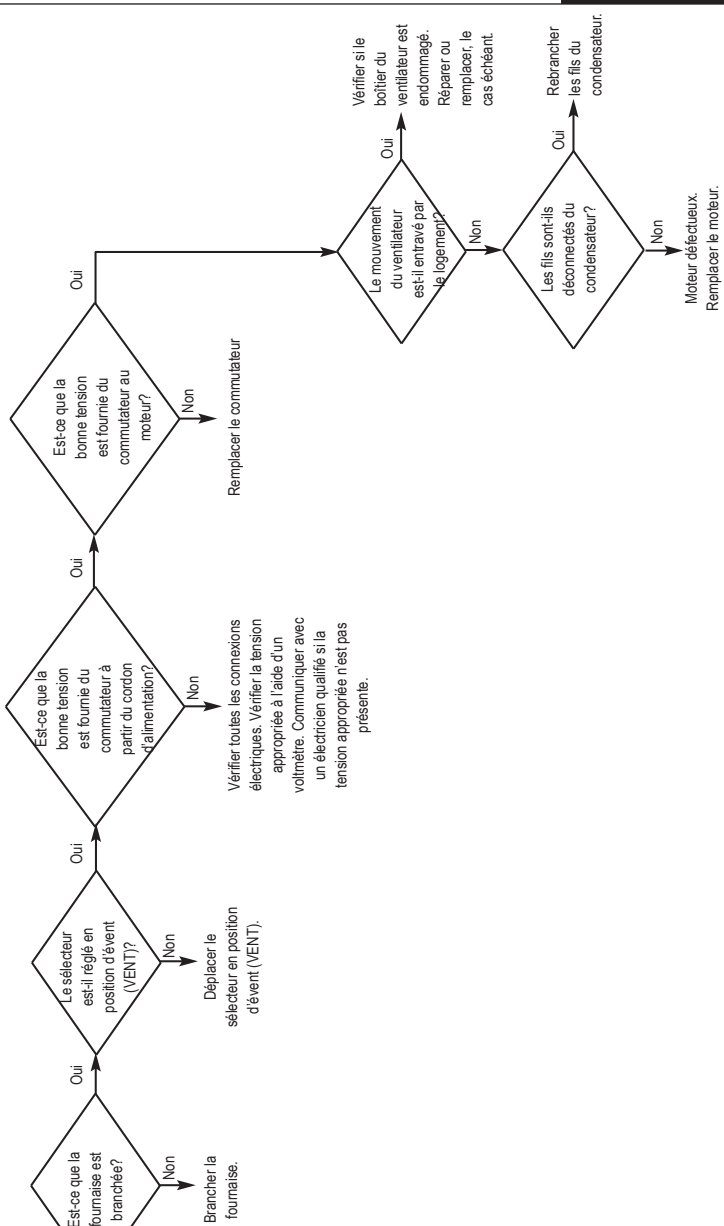 Est-ce que la
fournaise est
branchée?
Oui
Non
Brancher la
fournaise.
Le sélecteur
est-il réglé en
position d'évent
(VENT)?
Oui
Non
Déplacer le
sélecteur en position
d'évent (VENT).
Est-ce que la
bonne tension
est fournie du
commutateur à
partir du cordon
d'alimentation?
Oui
Non
Vérifier toutes les connexions
électriques. Vérifier la tension
appropriée à l'aide d'un
voltmètre. Communiquer avec
un électricien qualifié si la
tension appropriée n'est pas
présente.
Est-ce que la
bonne tension
est fournie du
commutateur au
moteur?
Oui
Non
Remplacer le commutateur
Le mouvement
du ventilateur
est-il entravé par
le logement?
Oui
Vérifier si le
boîtier du
ventilateur est
endommagé.
Réparer ou
remplacer, le
cas échéant.
Non
Les fils sont-ils
déconnectés du
condensateur?
Oui
Rebrancher
les fils du
condensateur.
Non
Moteur défectueux.
Remplacer le moteur.